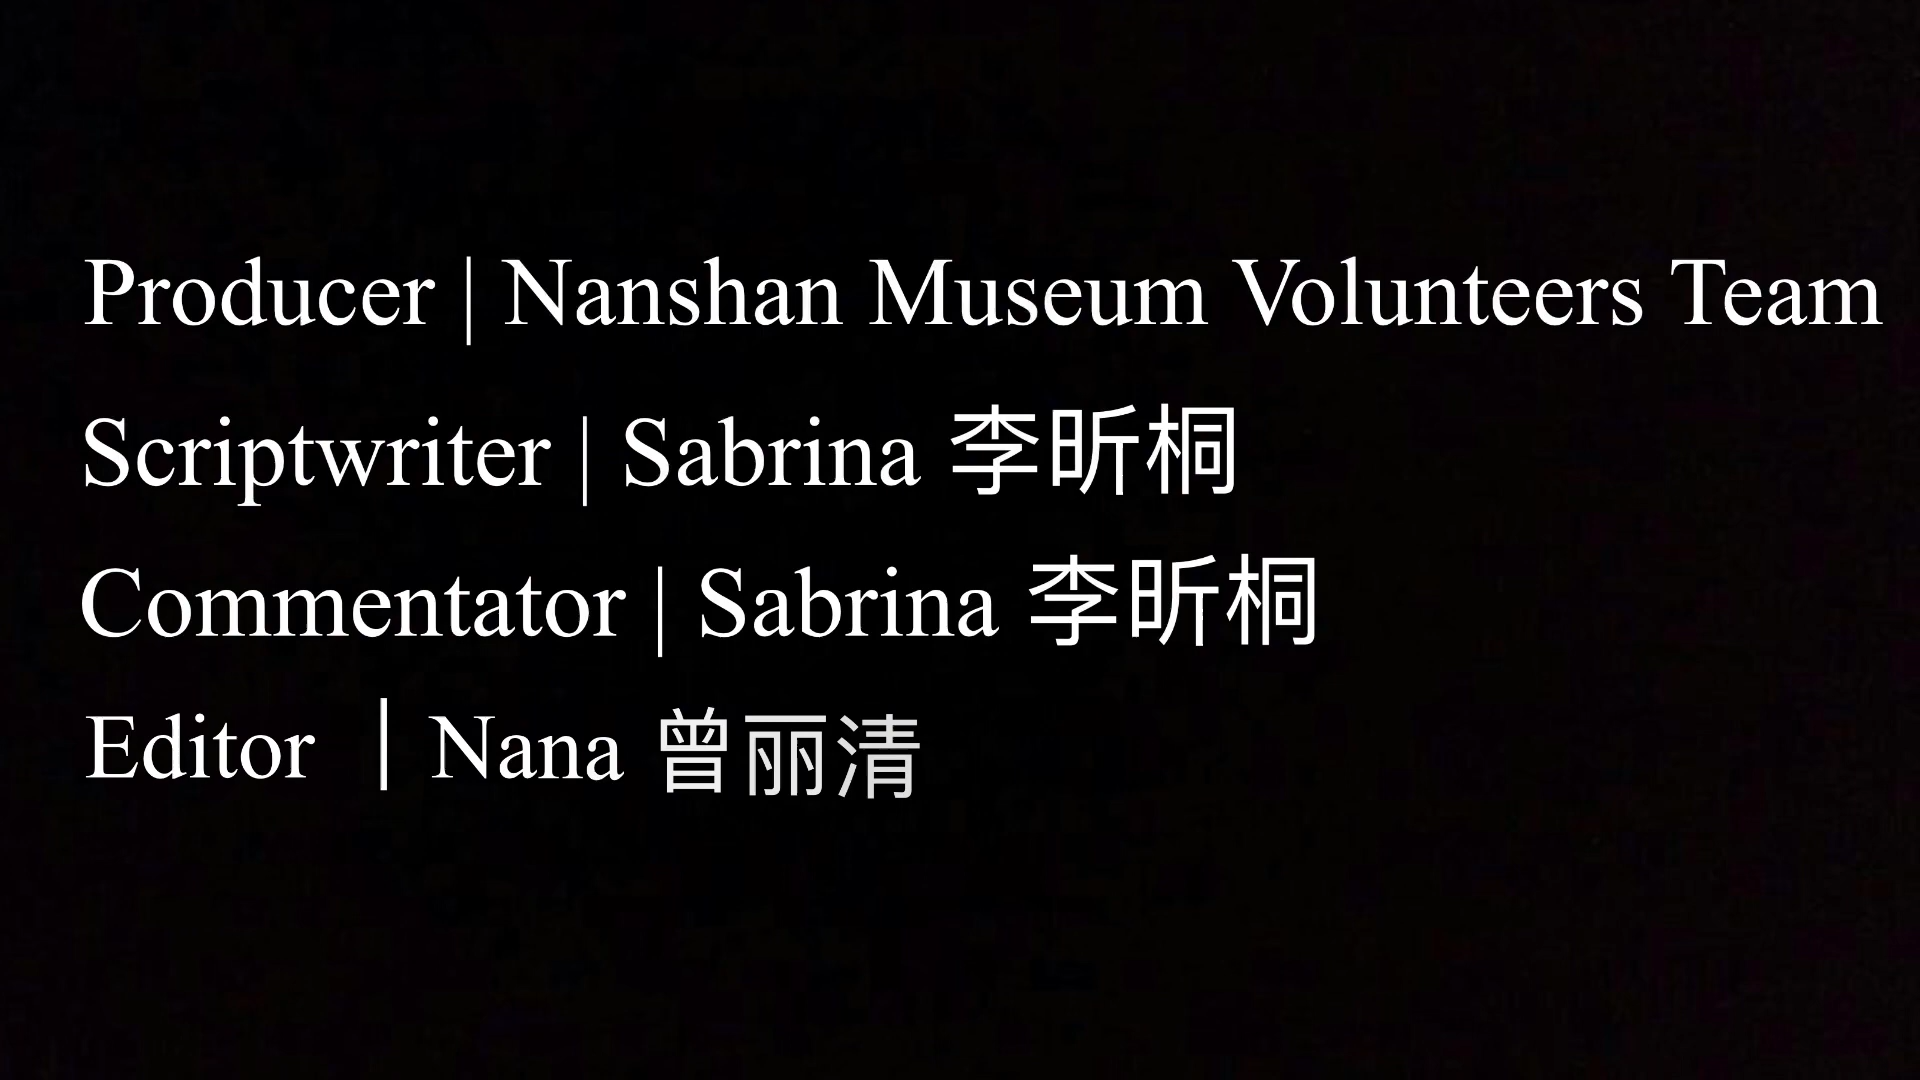 Producer | Nanshan Museum Volunteers Team
Scriptwriter | Sabrina 李昕桐
Commentator | Sabrina 李昕桐
Editor ｜Nana 曾丽清